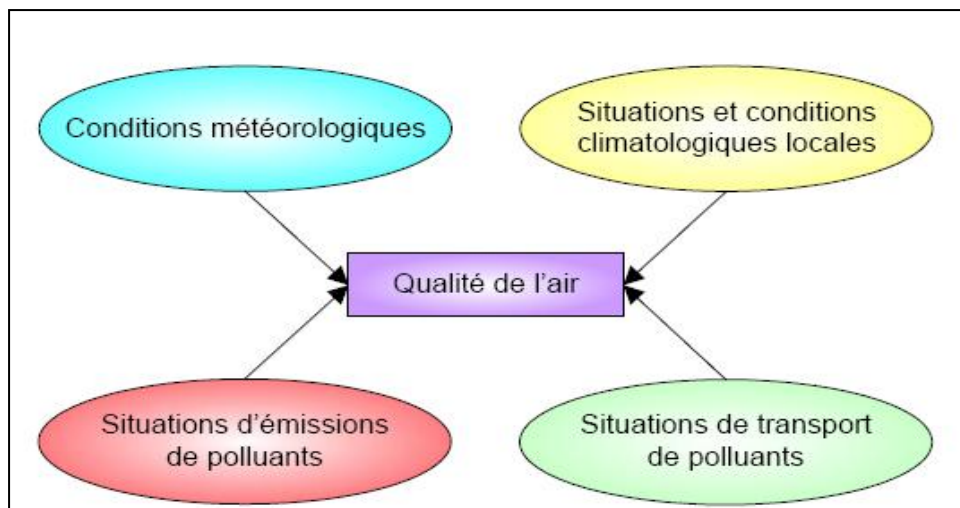 Conditions météorologiques
Situations et conditions
climatologiques locales
Qualité de l'air
Situations d'émissions
de polluants
Situations de transport
de polluants